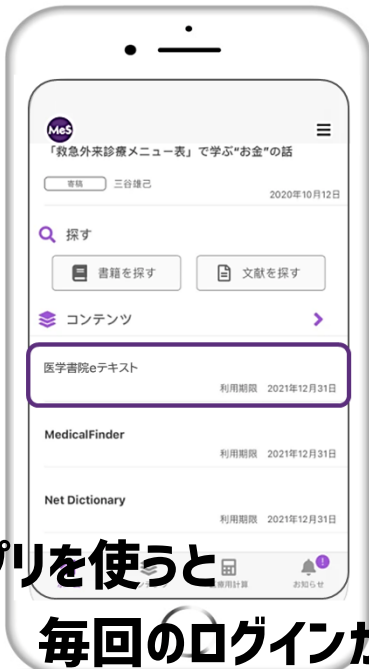 MeS
「救急外来診療メニュー表」で学ぶ“お金”の話
寄稿 三谷雄己
2020年10月12日
探す
書籍を探す 文献を探す
コンテンツ
医学書院eテキスト
利用期限 2021年12月31日
MedicalFinder
利用期限 2021年12月31日
Net Dictionary
利用期限 2021年12月31日
プリを使うと
療用計算 お知らせ
毎回のログインが